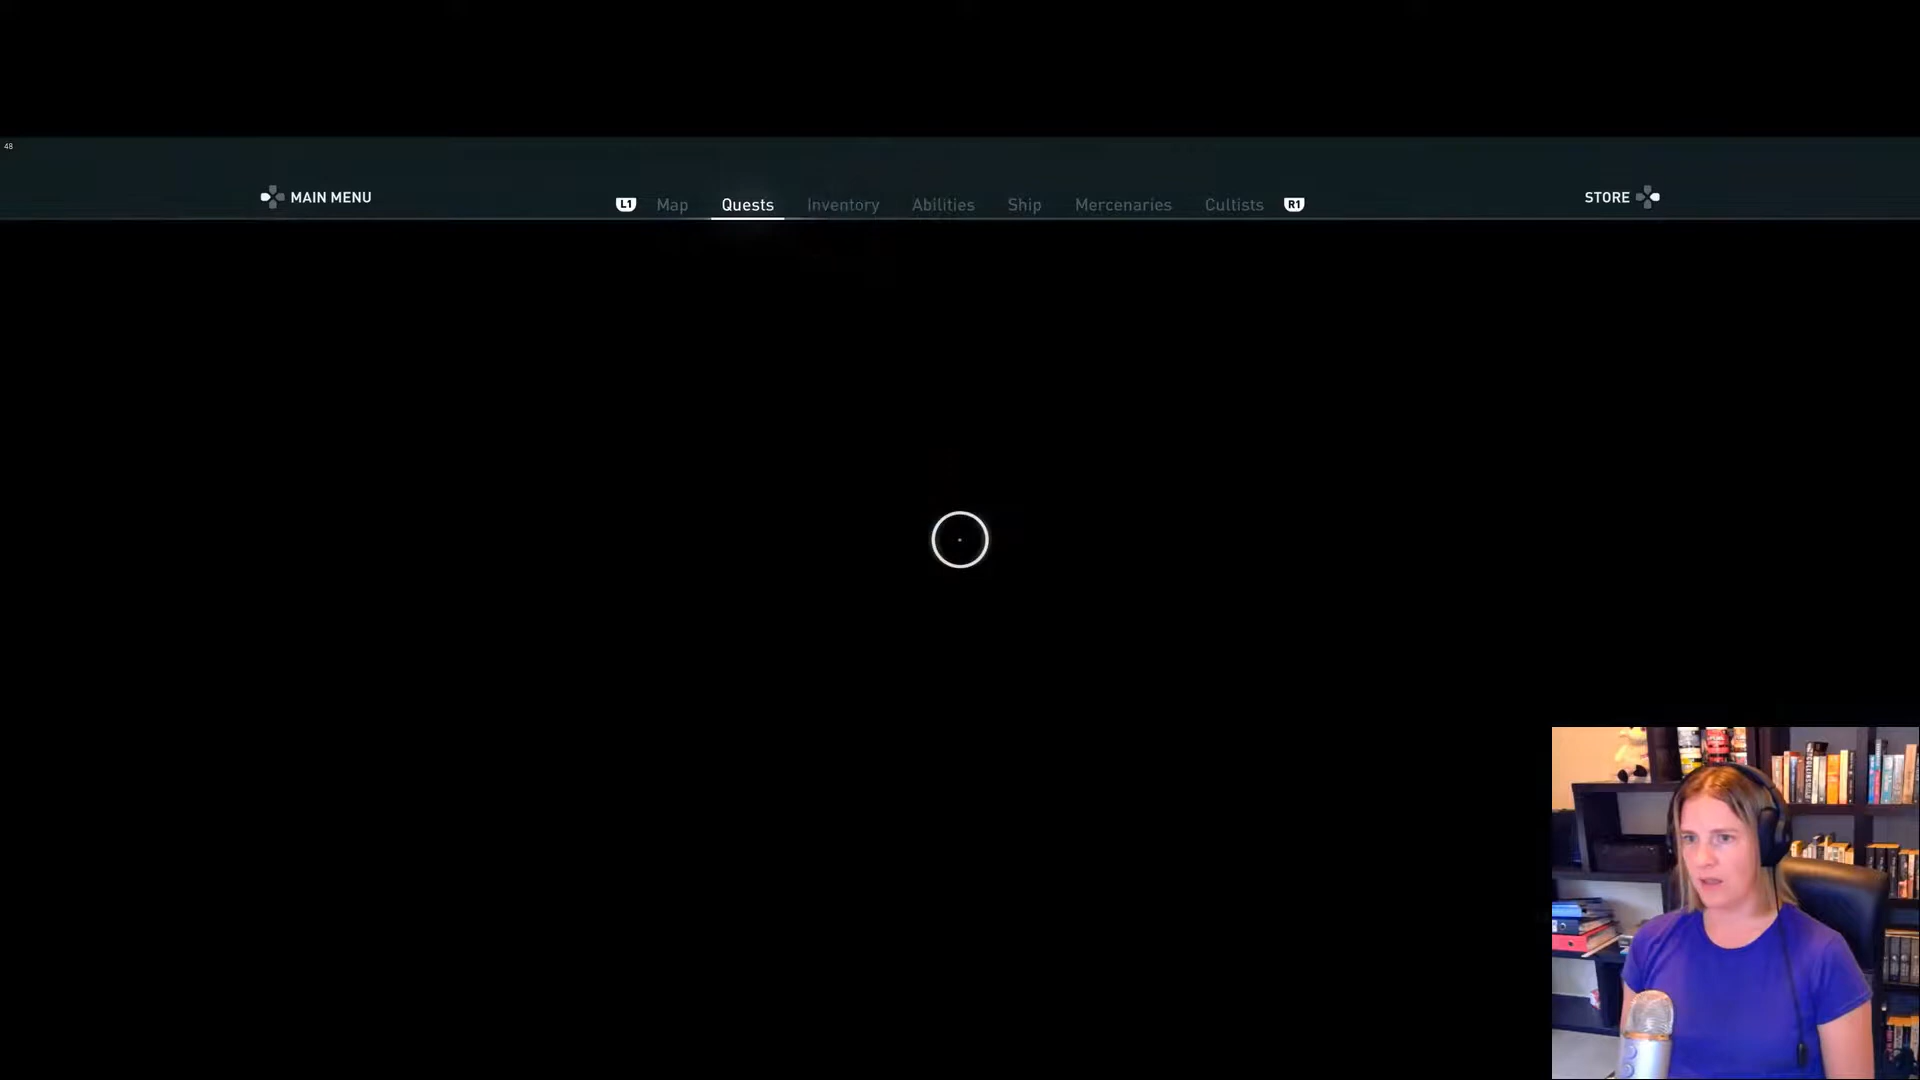 48
MAIN MENU
L1 Map Quests Inventory Abilities Ship Mercenaries Cultists R1
STORE